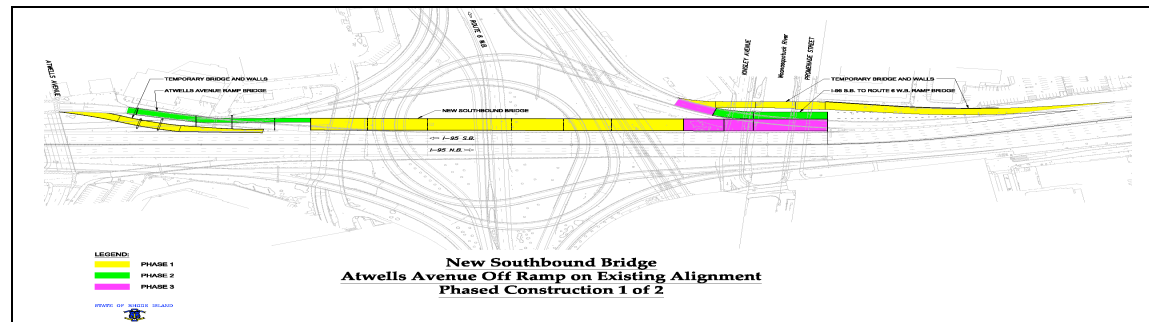 ATWELLS AVENUE
ROUTE 6 N.B.
KINSLEY AVENUE
Woonasquatucket River
PROMENADE STREET
TEMPORARY BRIDGE AND WALLS
ATWELLS AVENUE RAMP BRIDGE
TEMPORARY BRIDGE AND WALLS
I-95 S.B. TO ROUTE 6 W.B. RAMP BRIDGE
NEW SOUTHBOUND BRIDGE
I-95 S.B.
I-95 N.B.
LEGEND:
PHASE 1
PHASE 2
PHASE 3
STATE OF RHODE ISLAND
New Southbound Bridge
Atwells Avenue Off Ramp on Existing Alignment
Phased Construction 1 of 2